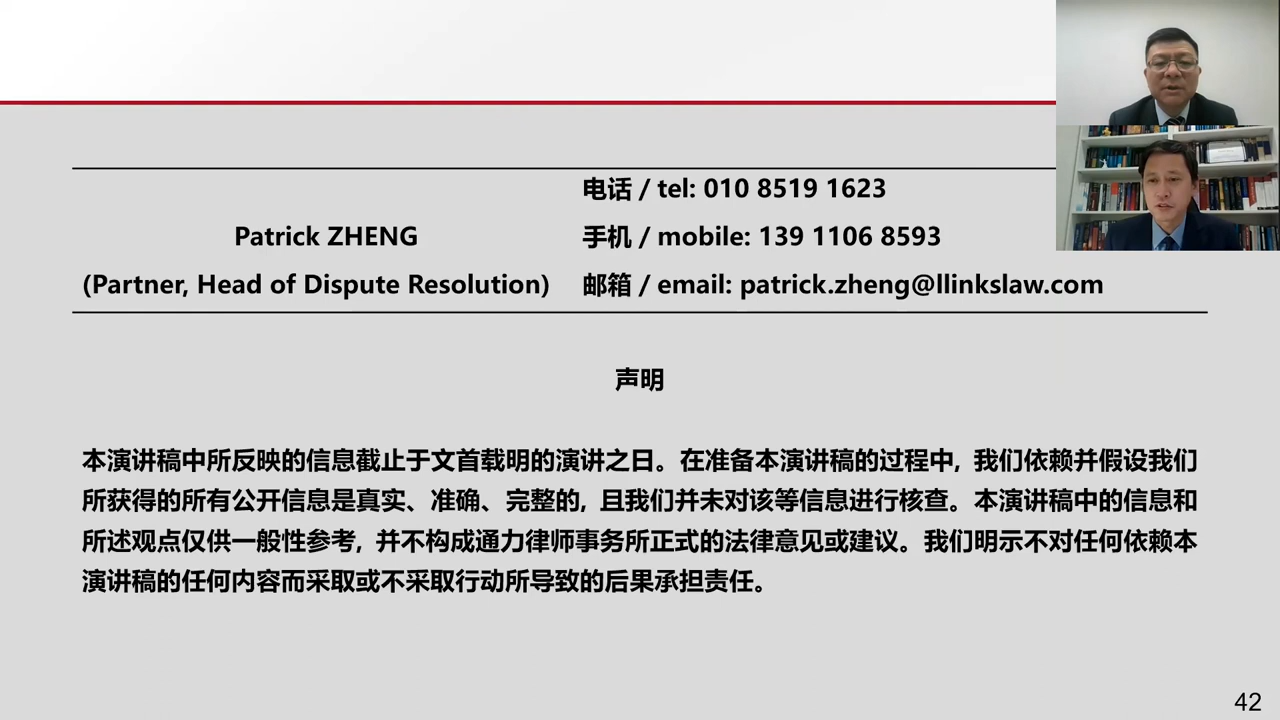 电话 / tel: 010 8519 1623
Patrick ZHENG
手机 / mobile: 139 1106 8593
(Partner, Head of Dispute Resolution)
邮箱 / email: patrick.zheng@llinkslaw.com
声明
本演讲稿中所反映的信息截止于文首载明的演讲之日。在准备本演讲稿的过程中, 我们依赖并假设我们
所获得的所有公开信息是真实、准确、完整的, 且我们并未对该等信息进行核查。本演讲稿中的信息和
所述观点仅供一般性参考, 并不构成通力律师事务所正式的法律意见或建议。我们明示不对任何依赖本
演讲稿的任何内容而采取或不采取行动所导致的后果承担责任。
42